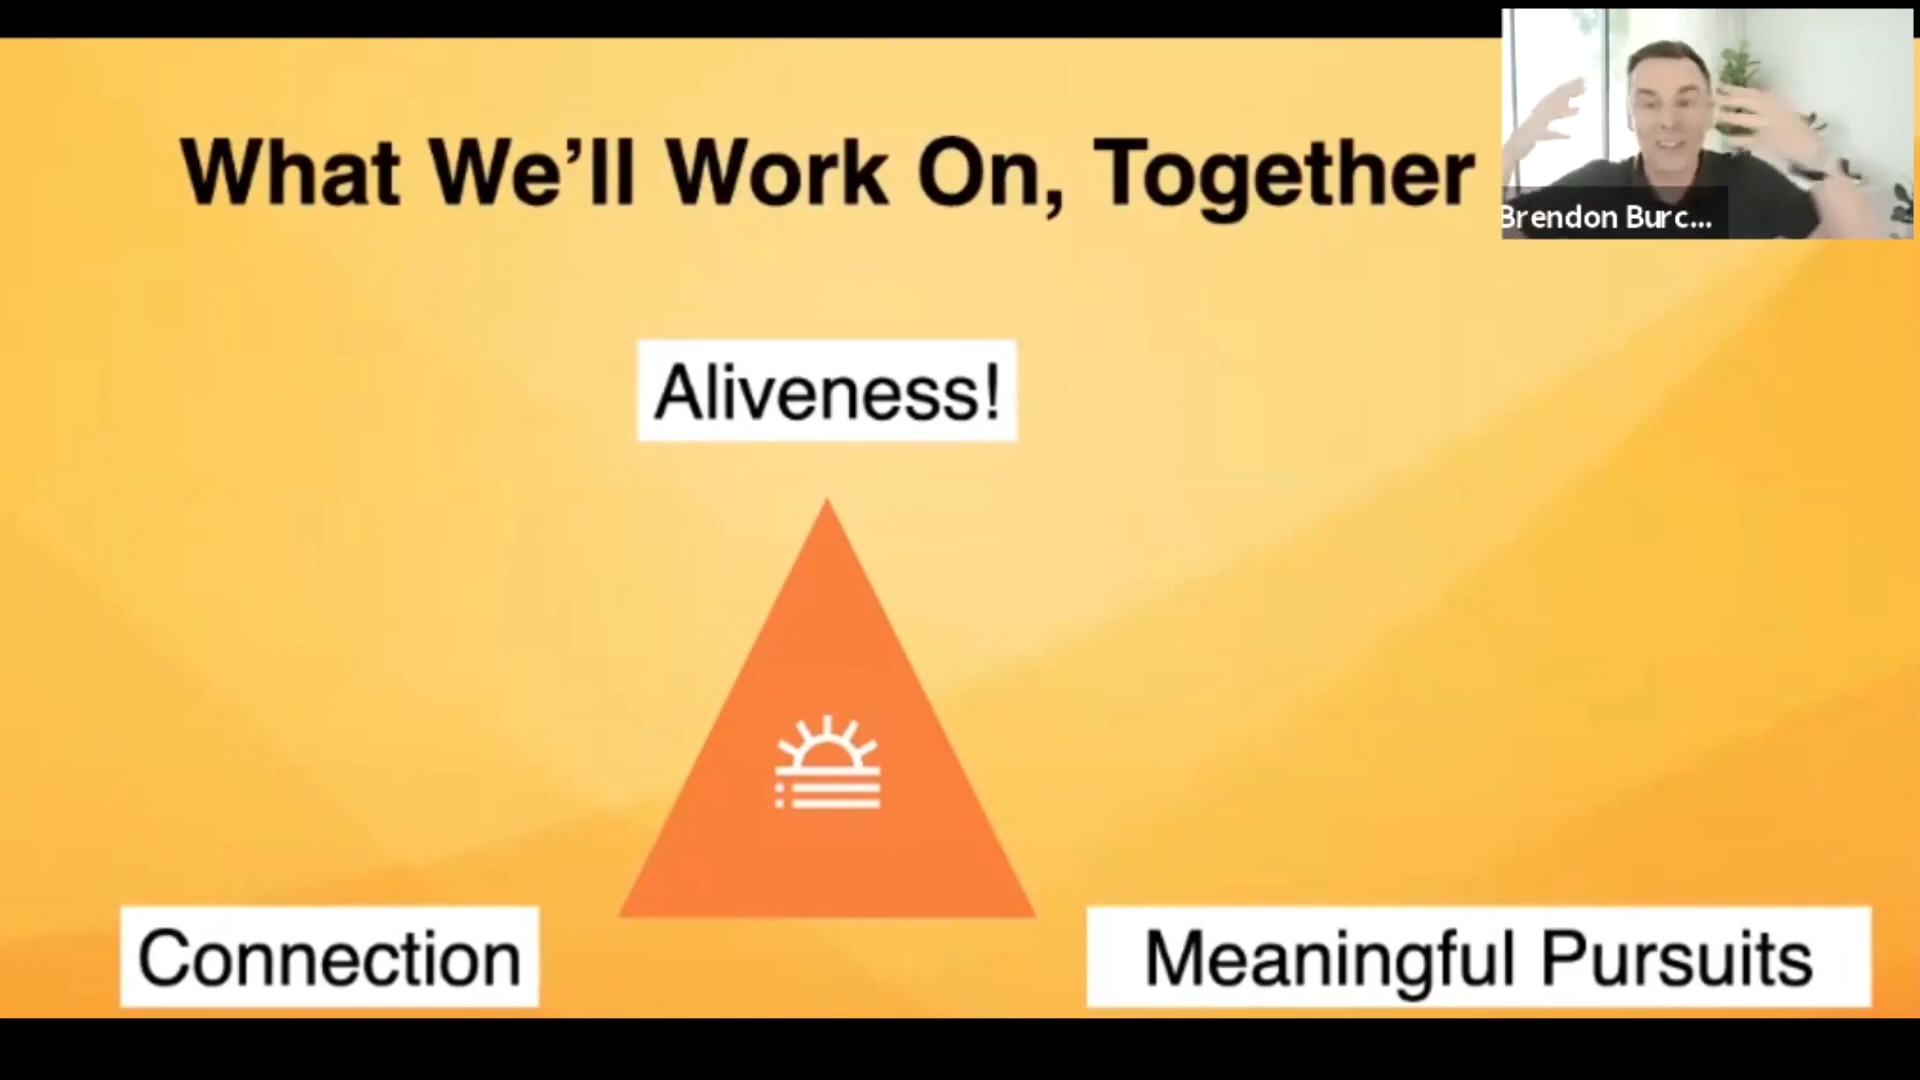 What We’ll Work On, Together
Brendon Burc...
Aliveness!
Connection
Meaningful Pursuits